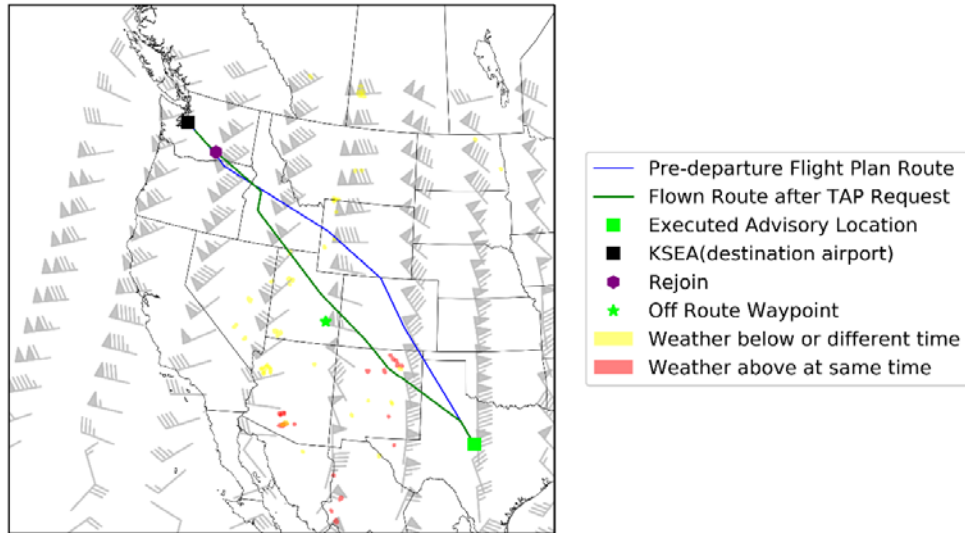 Pre-departure Flight Plan Route
Flown Route after TAP Request
Executed Advisory Location
KSEA(destination airport)
Rejoin
Off Route Waypoint
Weather below or different time
Weather above at same time